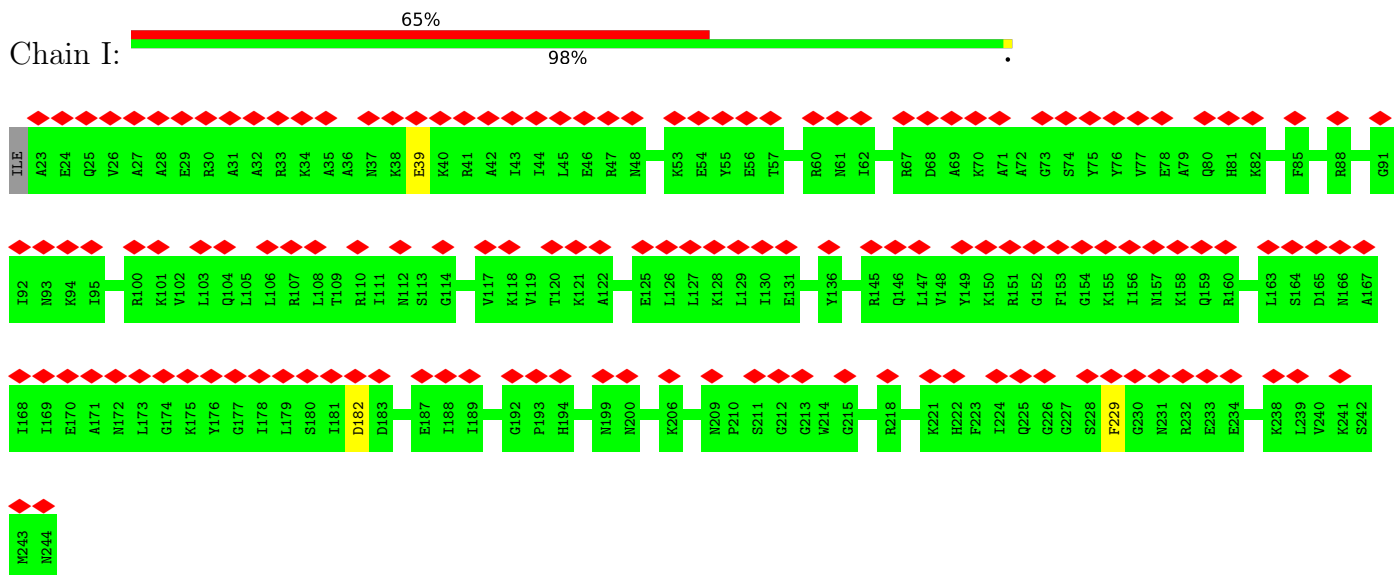 65%
Chain I:
98%
.
ILE A23 E24 Q25 V26 A27 A28 E29 R30 A31 A32 R33 K34 A35 A36 N37 K38 E39 K40 R41 A42 I43 I44 L45 E46 R47 N48 K53 E54 Y55 E56 T57 R60 N61 I62 R67 D68 A69 K70 A71 A72 G73 S74 Y75 Y76 V77 E78 A79 Q80 H81 K82 F85 R88 G91
I92 N93 K94 I95 R100 K101 V102 L103 Q104 L105 L106 R107 L108 T109 R110 I111 N112 S113 G114 V117 K118 V119 T120 K121 A122 E125 L126 L127 K128 L129 I130 E131 Y136 R145 Q146 L147 V148 Y149 K150 R151 G152 F153 G154 K155 I156 N157 K158 Q159 R160 L163 S164 D165 N166 A167
I168 I169 E170 A171 N172 L173 G174 K175 Y176 G177 I178 L179 S180 I181 D182 D183 E187 I188 I189 G192 P193 H194 N199 N200 K206 N209 P210 S211 G212 G213 W214 G215 R218 K221 H222 F223 I224 Q225 G226 G227 S228 F229 G230 N231 R232 E233 E234 K238 L239 V240 K241 S242
M243 N244